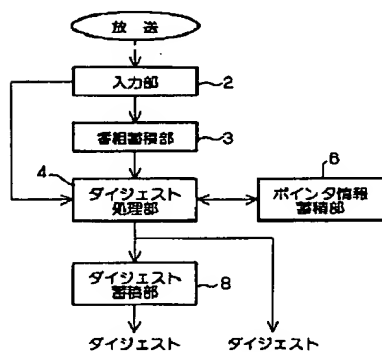 放送
入力部
2
番組蓄積部
3
4
ダイジェスト
処理部
6
ポインタ情報
蓄積部
ダイジェスト
蓄積部
8
ダイジェスト
ダイジェスト